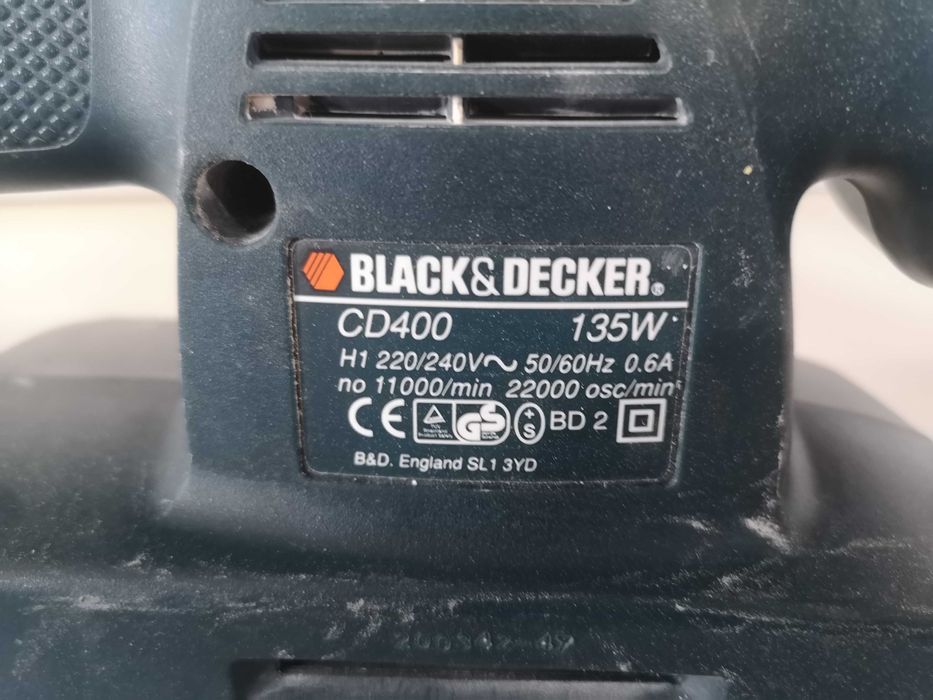 BLACK & DECKER®
CD400 135W
H1 220/240V~ 50/60Hz 0.6A
no 11000/min 22000 osc/min
CE GS +S BD 2
B&D. England SL1 3YD